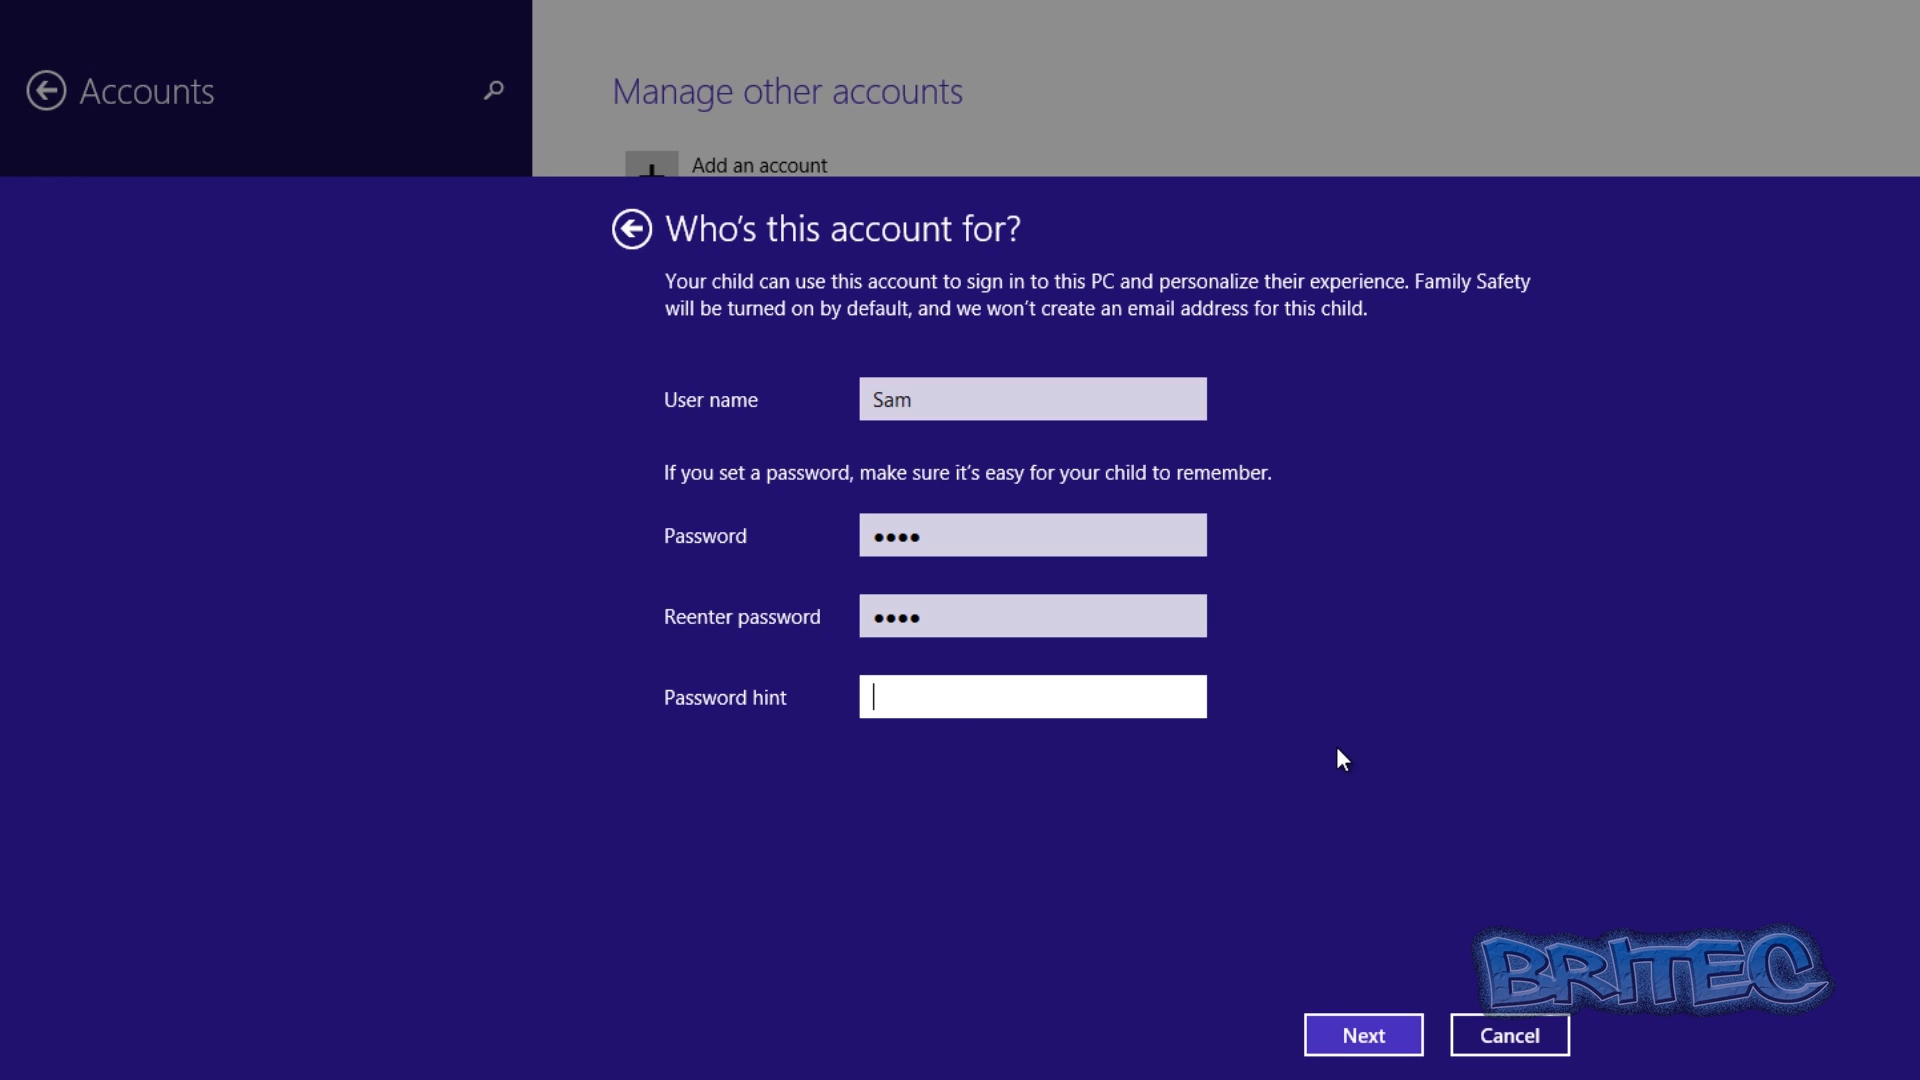 Accounts
Manage other accounts
Add an account
Who's this account for?
Your child can use this account to sign in to this PC and personalize their experience. Family Safety
will be turned on by default, and we won't create an email address for this child.
User name
Sam
If you set a password, make sure it's easy for your child to remember.
Password
••••
Reenter password
••••
Password hint
BRITEC
Next
Cancel